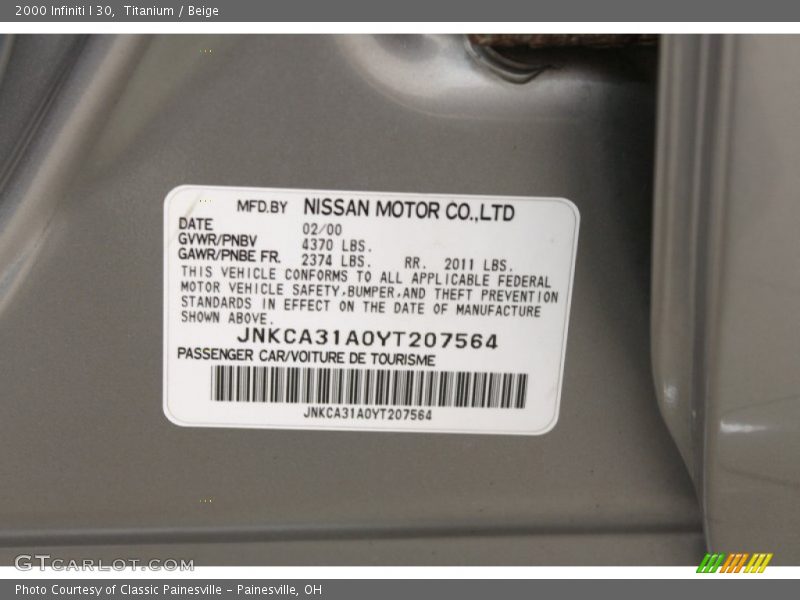 2000 Infiniti I 30,  Titanium / Beige
MFD.BY NISSAN MOTOR CO.,LTD
DATE 02/00
GVWR/PNBV 4370 LBS.
GAWR/PNBE FR. 2374 LBS. RR. 2011 LBS.
THIS VEHICLE CONFORMS TO ALL APPLICABLE FEDERAL
MOTOR VEHICLE SAFETY,BUMPER,AND THEFT PREVENTION
STANDARDS IN EFFECT ON THE DATE OF MANUFACTURE
SHOWN ABOVE.
JNKCA31A0YT207564
PASSENGER CAR/VOITURE DE TOURISME
JNKCA31A0YT207564
GTCARLOT.COM
Photo Courtesy of Classic Painesville - Painesville, OH